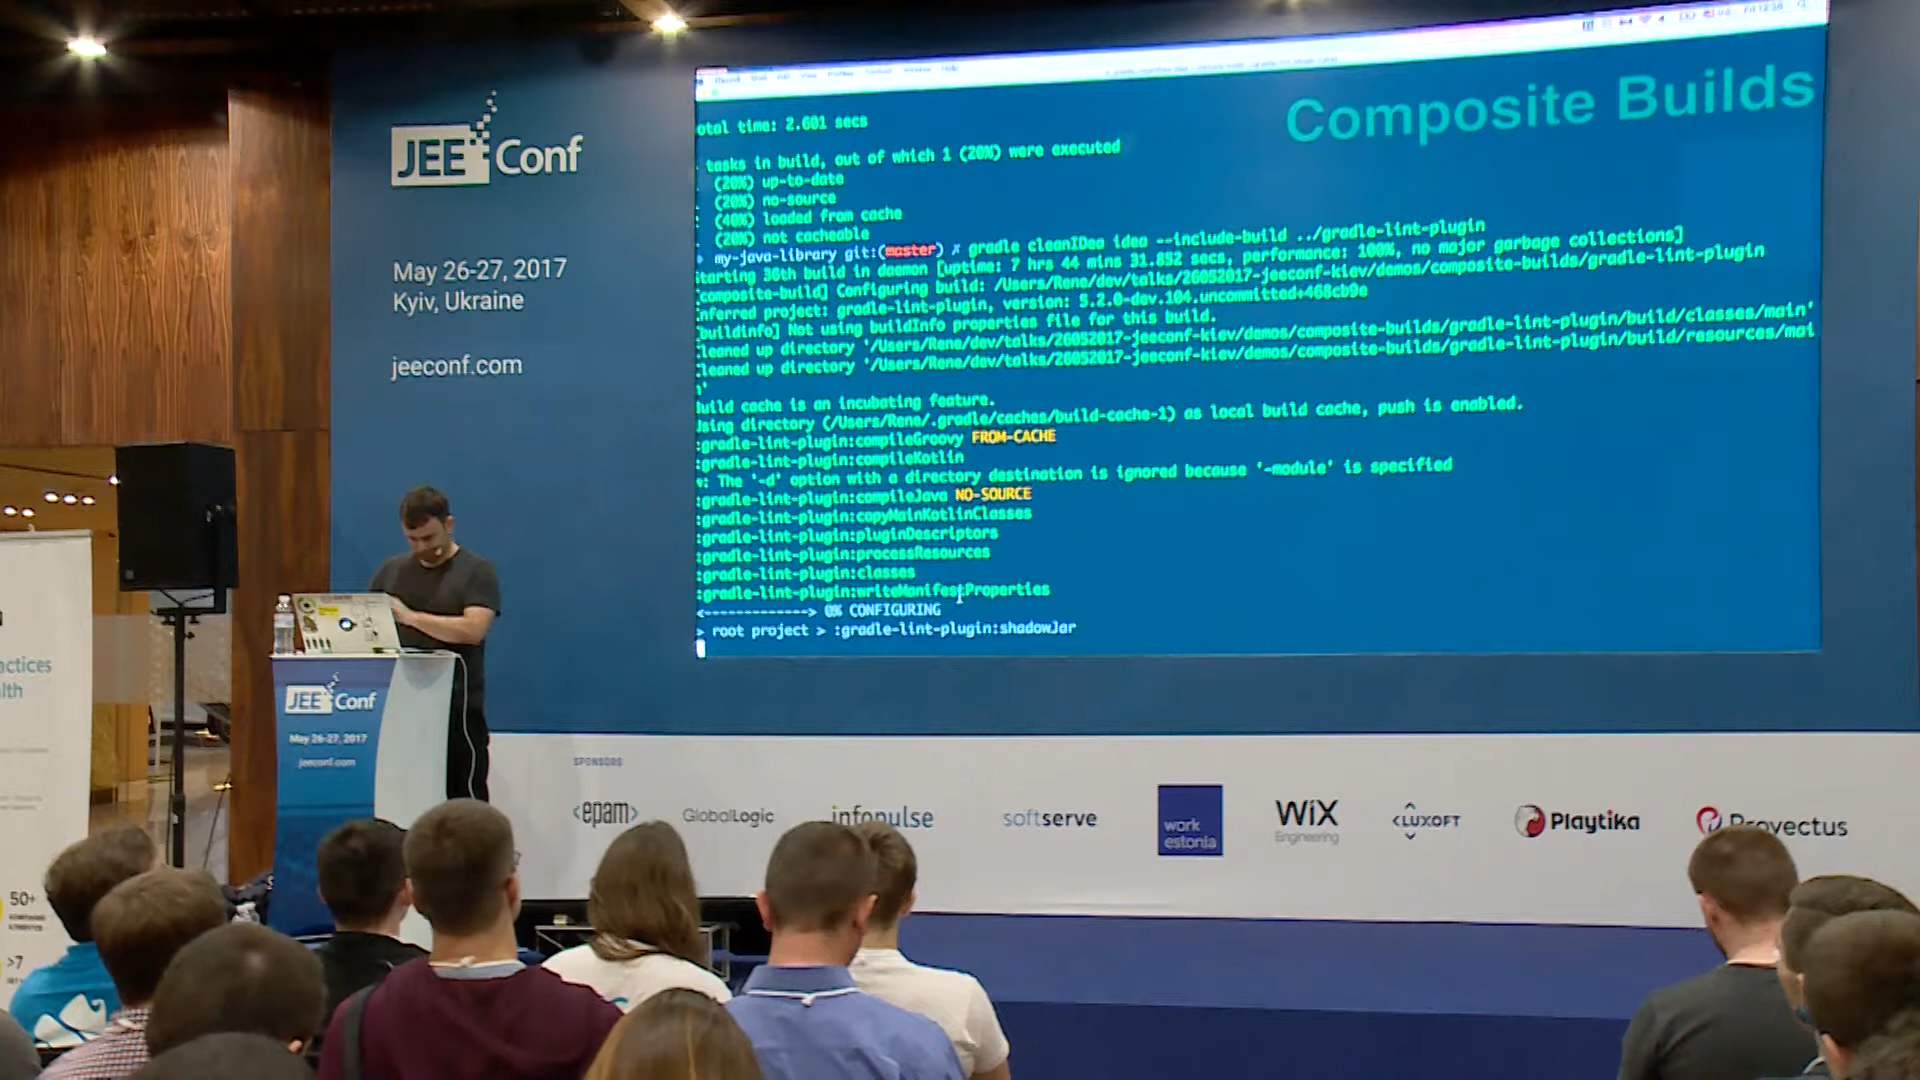 JEE Conf
May 26-27, 2017
Kyiv, Ukraine
jeeconf.com
Composite Builds
otal time: 2.601 secs
tasks in build, out of which 1 (20%) were executed
(20%) up-to-date
(20%) no-source
(40%) loaded from cache
(20%) not cacheable
my-java-library git:(master) ✗ gradle cleanIDea idea --include-build ../gradle-lint-plugin
tarting 36th build in daemon [uptime: 7 hrs 44 mins 31.852 secs, performance: 100%, no major garbage collections]
composite-build] Configuring build: /Users/Rene/dev/talks/26052017-jeeconf-kiev/demos/composite-builds/gradle-lint-plugin
nferred project: gradle-lint-plugin, version: 5.2.0-dev.104.uncommitted+468cb9e
buildinfo] Not using buildInfo properties file for this build.
leaned up directory '/Users/Rene/dev/talks/26052017-jeeconf-kiev/demos/composite-builds/gradle-lint-plugin/build/classes/main'
leaned up directory '/Users/Rene/dev/talks/26052017-jeeconf-kiev/demos/composite-builds/gradle-lint-plugin/build/resources/mai
n'
Build cache is an incubating feature.
Using directory (/Users/Rene/.gradle/caches/build-cache-1) as local build cache, push is enabled.
:gradle-lint-plugin:compileGroovy FROM-CACHE
:gradle-lint-plugin:compileKotlin
w: The '-d' option with a directory destination is ignored because '-module' is specified
:gradle-lint-plugin:compileJava NO-SOURCE
:gradle-lint-plugin:copyMainKotlinClasses
:gradle-lint-plugin:pluginDescriptors
:gradle-lint-plugin:processResources
:gradle-lint-plugin:classes
:gradle-lint-plugin:writeManifestProperties
<-------------> 0% CONFIGURING
> root project > :gradle-lint-plugin:shadowJar
JEE Conf
May 26-27, 2017
jeeconf.com
actices
lth
50+
>7
SPONSORS
<epam>
GlobalLogic
infopulse
softserve
work
estonia
WiX
Engineering
<LUXOFT
Playtika
Provectus